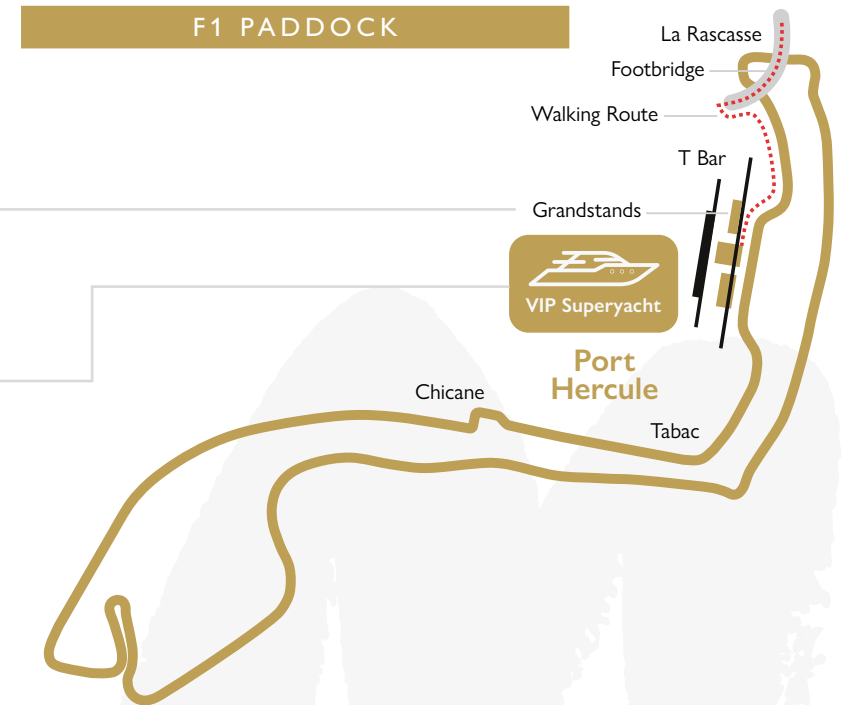 F1 PADDOCK
La Rascasse
Footbridge
Walking Route
T Bar
Grandstands
VIP Superyacht
Port
Hercule
Chicane
Tabac